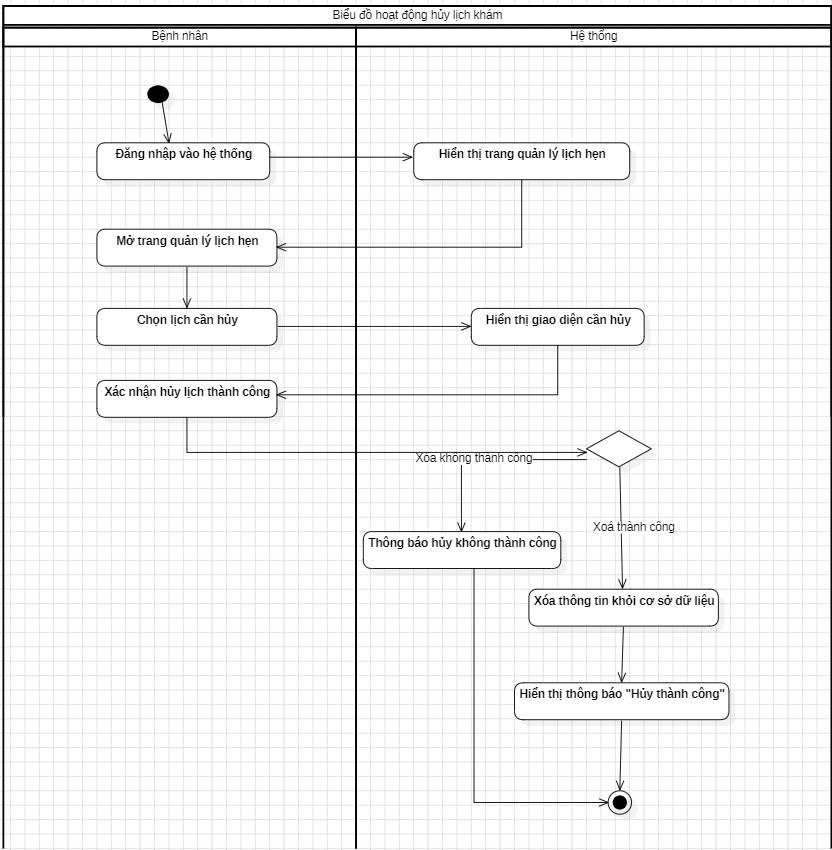 Biểu đồ hoạt động hủy lịch khám
Bệnh nhân
Hệ thống
Đăng nhập vào hệ thống
Hiển thị trang quản lý lịch hẹn
Mở trang quản lý lịch hẹn
Chọn lịch cần hủy
Hiển thị giao diện cần hủy
Xác nhận hủy lịch thành công
Xóa không thành công
Xoá thành công
Thông báo hủy không thành công
Xóa thông tin khỏi cơ sở dữ liệu
Hiển thị thông báo "Hủy thành công"